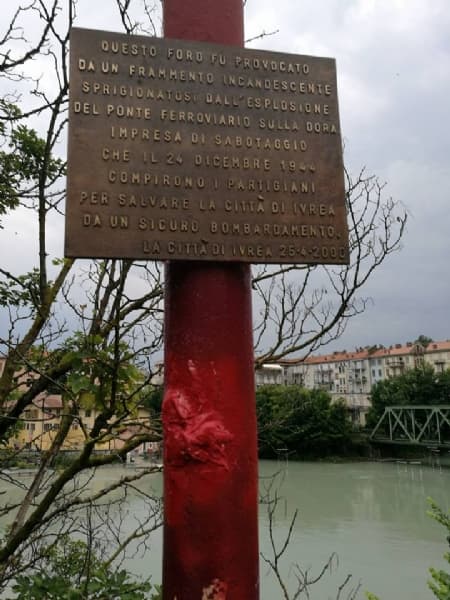 QUESTO FORO FU PROVOCATO
DA UN FRAMMENTO INCANDESCENTE
SPRIGIONATOSI DALL'ESPLOSIONE
DEL PONTE FERROVIARIO SULLA DORA
IMPRESA DI SABOTAGGIO
CHE IL 24 DICEMBRE 1944
COMPIRONO I PARTIGIANI
PER SALVARE LA CITTÀ DI IVREA
DA UN SICURO BOMBARDAMENTO.
LA CITTÀ DI IVREA 25-4-2000